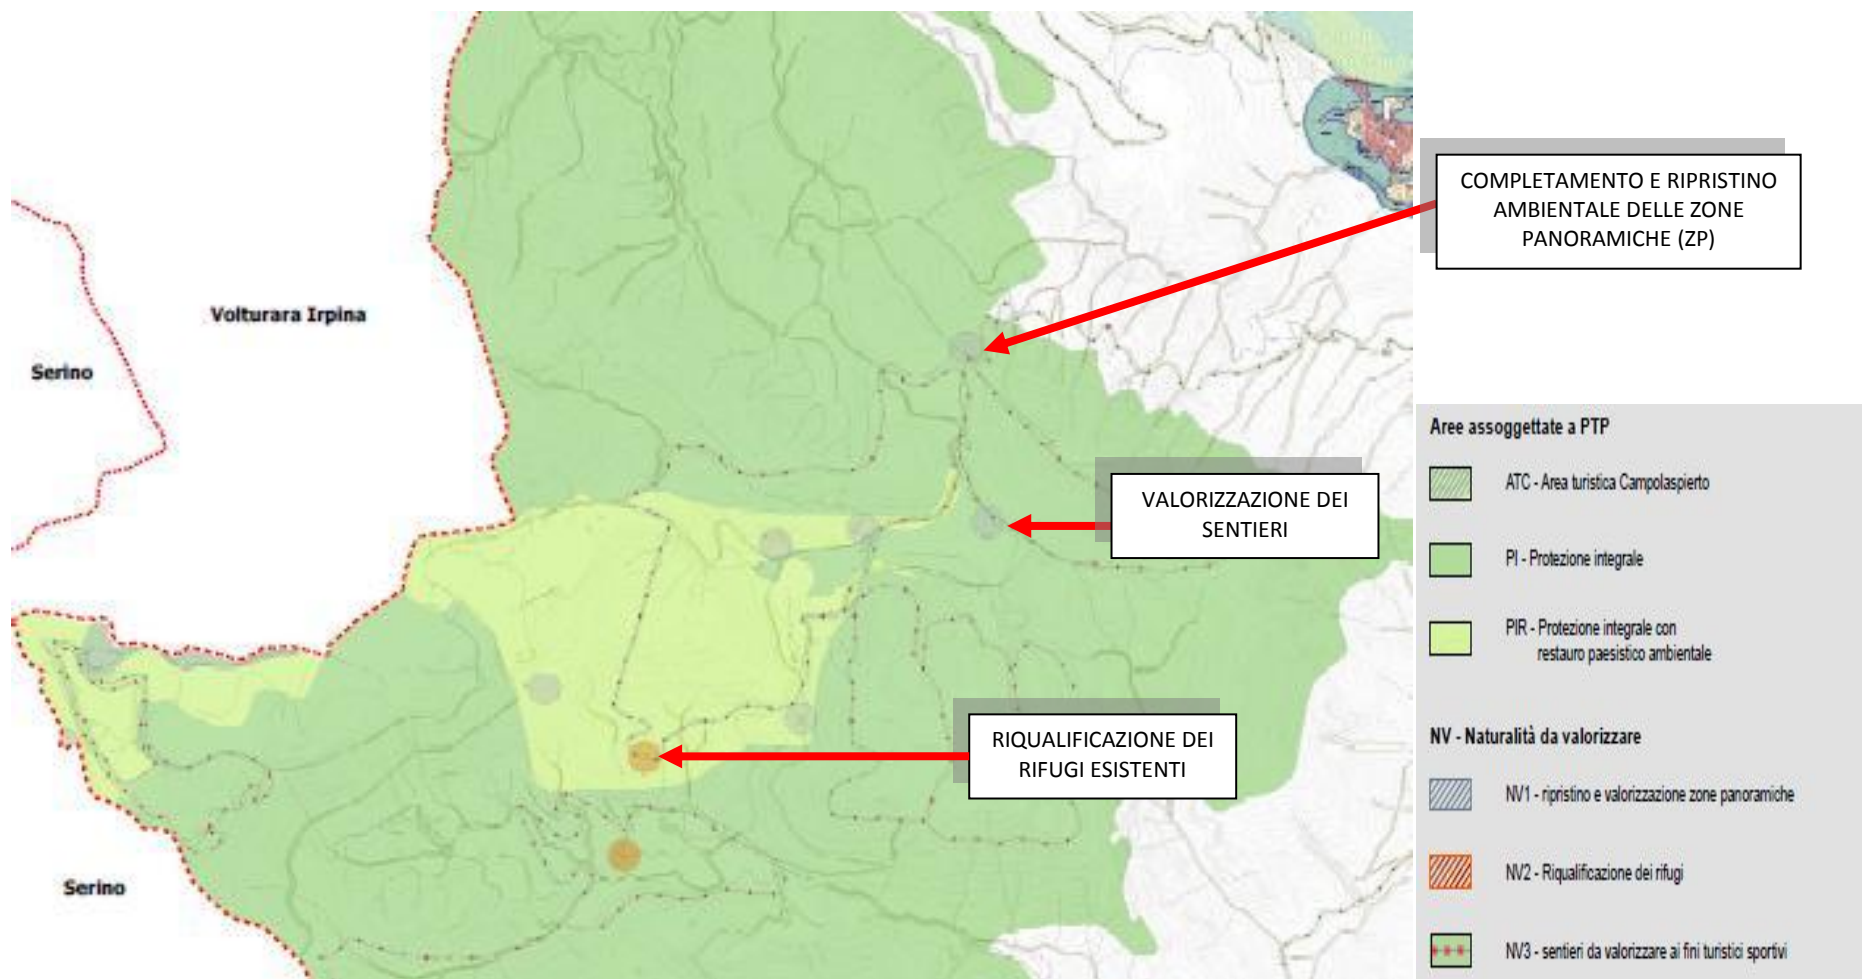 COMPLETAMENTO E RIPRISTINO
AMBIENTALE DELLE ZONE
PANORAMICHE (ZP)
Volturara Irpina
Serino
VALORIZZAZIONE DEI
SENTIERI
RIQUALIFICAZIONE DEI
RIFUGI ESISTENTI
Serino
Aree assoggettate a PTP
ATC - Area turistica Campolaspierto
PI - Protezione integrale
PIR - Protezione integrale con
restauro paesistico ambientale
NV - Naturalità da valorizzare
NV1 - ripristino e valorizzazione zone panoramiche
NV2 - Riqualificazione dei rifugi
NV3 - sentieri da valorizzare ai fini turistici sportivi